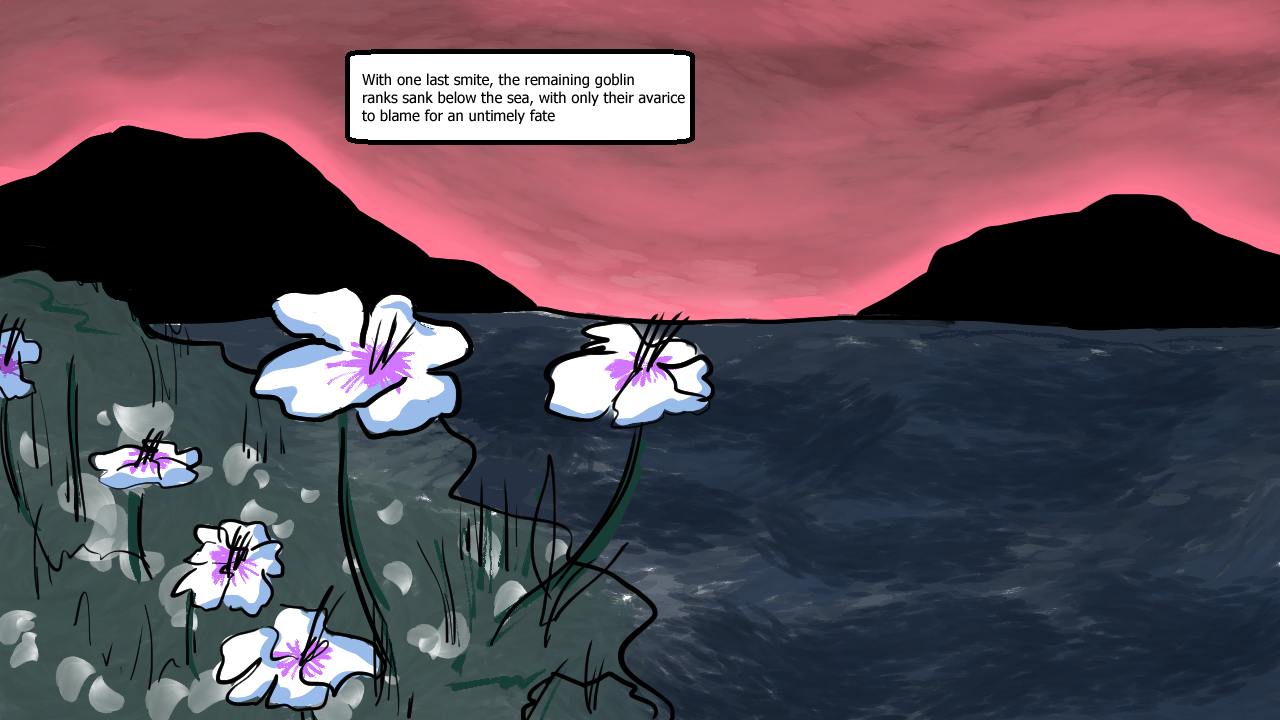 With one last smite, the remaining goblin
ranks sank below the sea, with only their avarice
to blame for an untimely fate